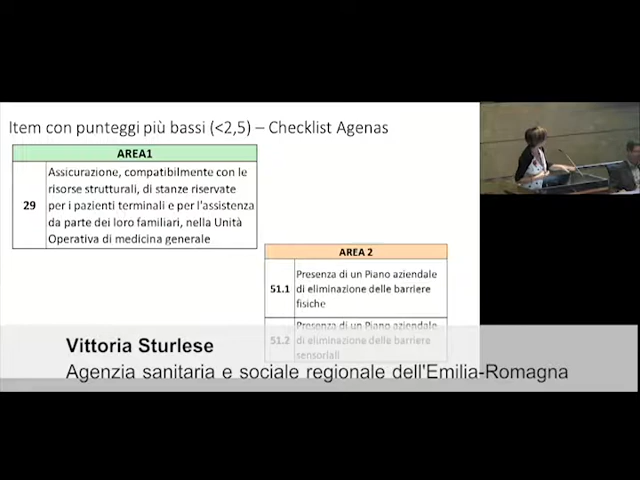 Item con punteggi più bassi (<2,5) – Checklist Agenas
AREA1
29
Assicurazione, compatibilmente con le
risorse strutturali, di stanze riservate
per i pazienti terminali e per l'assistenza
da parte dei loro familiari, nella Unità
Operativa di medicina generale
AREA 2
51.1
Presenza di un Piano aziendale
di eliminazione delle barriere
fisiche
51.2
Presenza di un Piano aziendale
di eliminazione delle barriere
sensoriali
Vittoria Sturlese
Agenzia sanitaria e sociale regionale dell'Emilia-Romagna